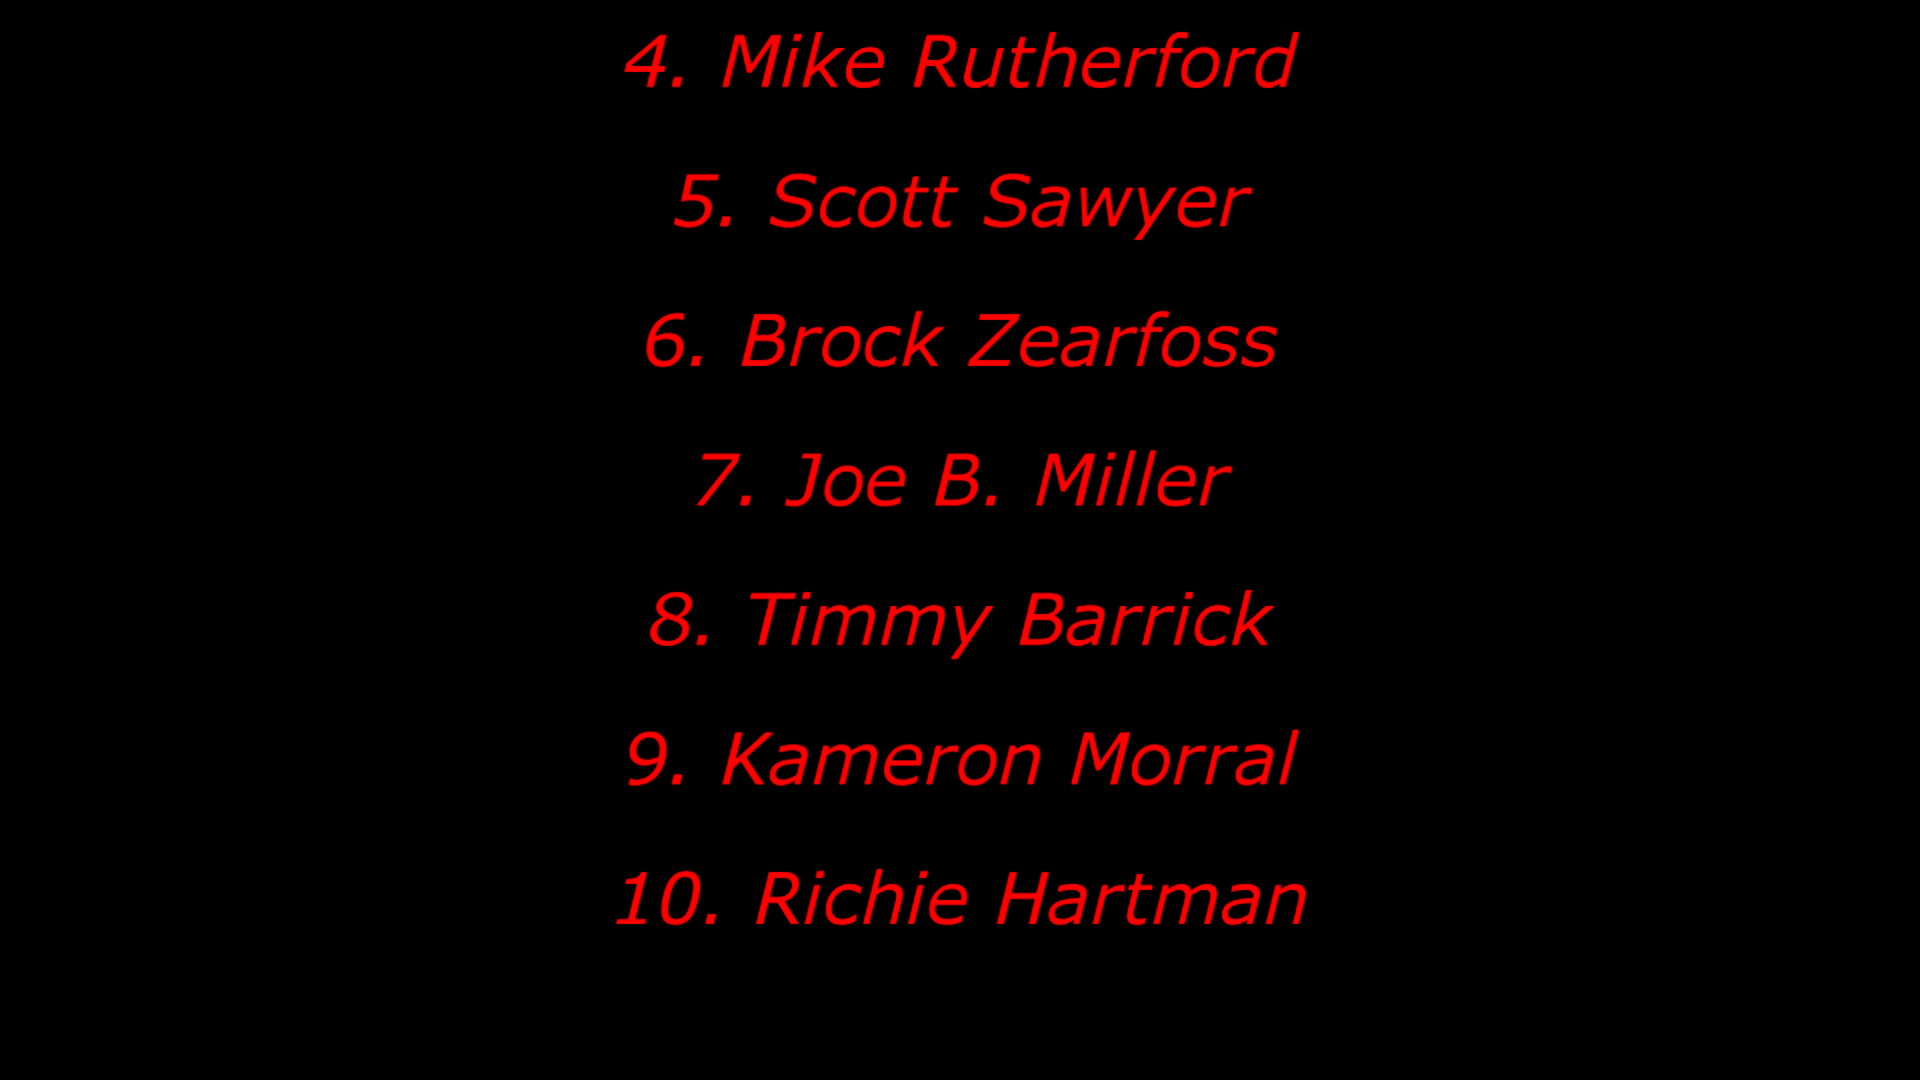 4. Mike Rutherford
5. Scott Sawyer
6. Brock Zearfoss
7. Joe B. Miller
8. Timmy Barrick
9. Kameron Morral
10. Richie Hartman